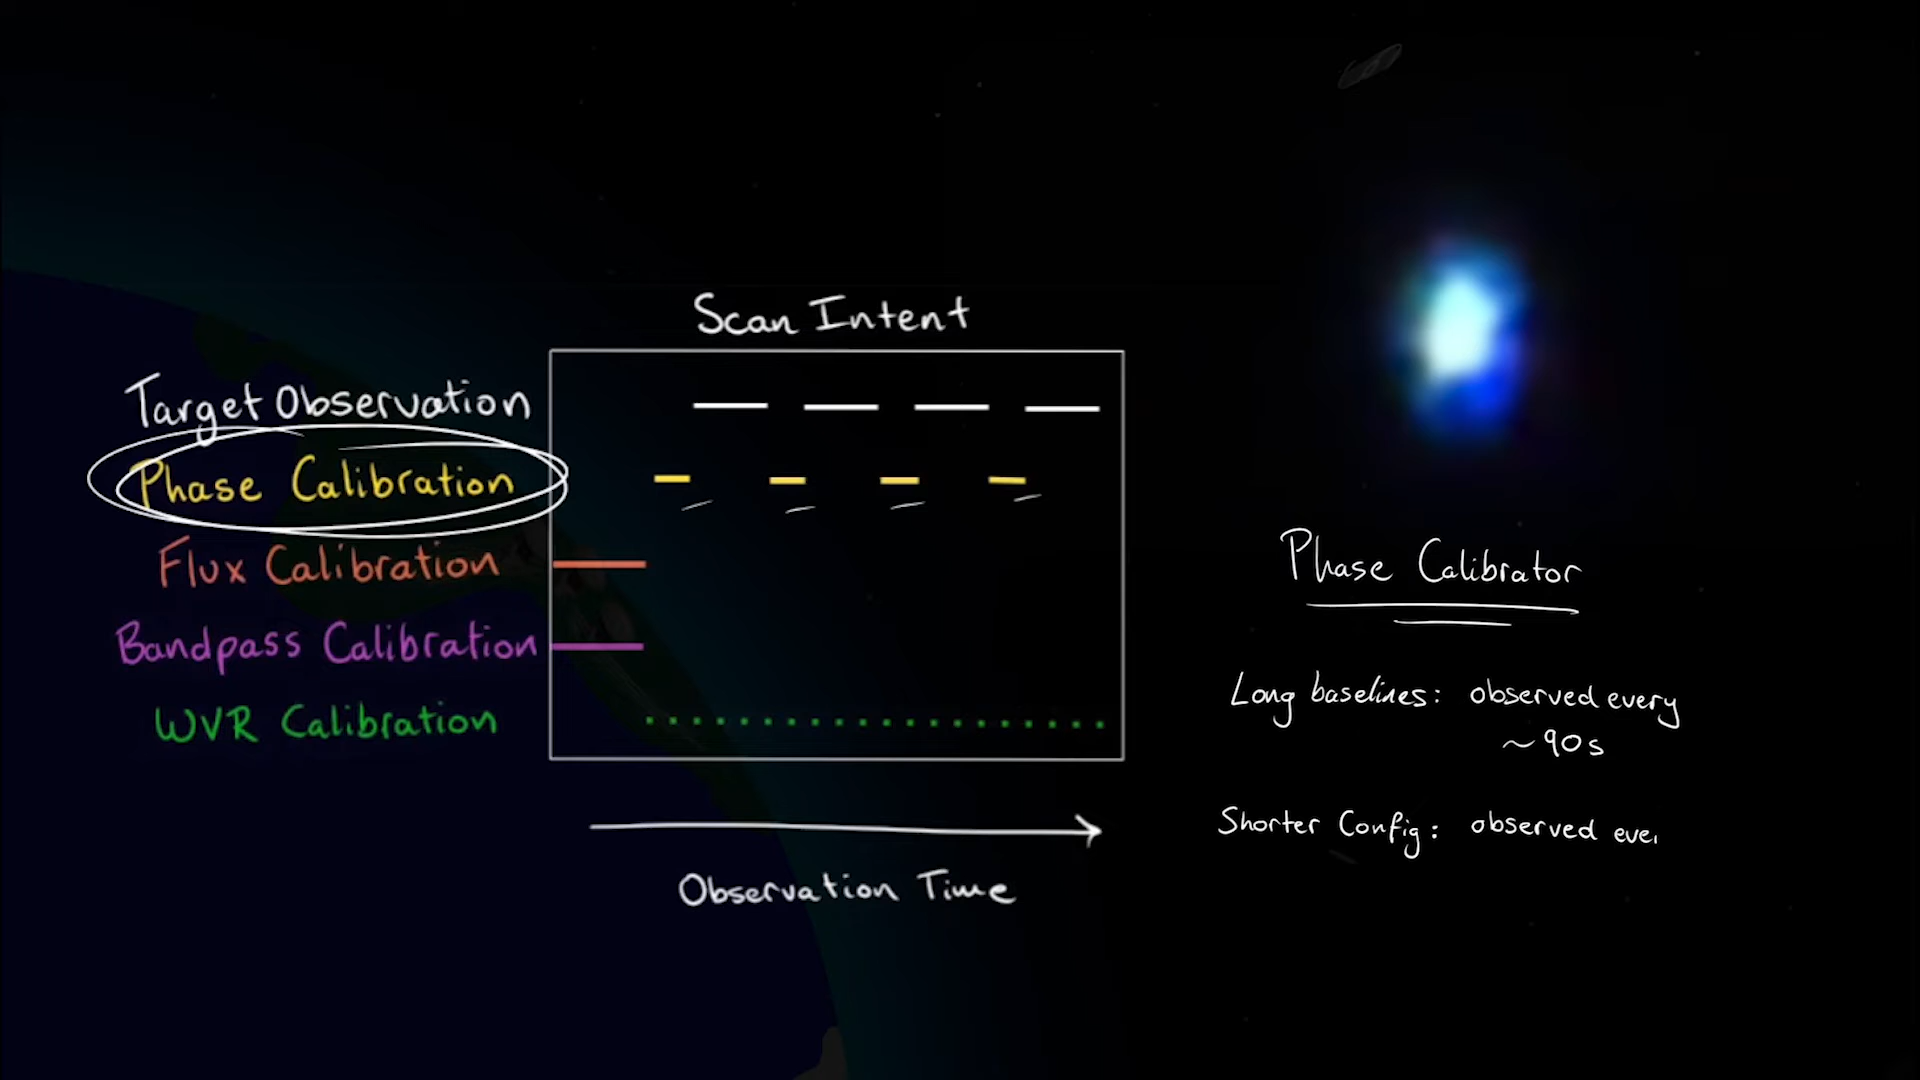 Scan Intent
Target Observation
Phase Calibration
Flux Calibration
Bandpass Calibration
WVR Calibration
Observation Time
Phase Calibrator
Long baselines: observed every
~90s
Shorter Config: observed